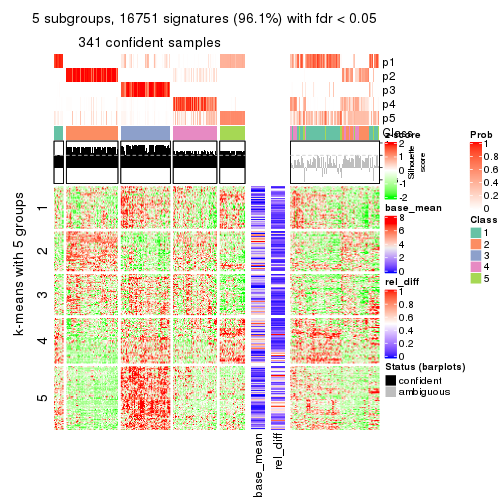 5 subgroups, 16751 signatures (96.1%) with fdr < 0.05
341 confident samples
p1
p2
p3
p4
p5
Class
Silhouette
score
k-means with 5 groups
1
2
3
4
5
base_mean
rel_diff
z-score
2
1
0
-1
-2
base_mean
8
6
4
2
0
rel_diff
1
0.8
0.6
0.4
0.2
0
Status (barplots)
confident
ambiguous
Prob
1
0.8
0.6
0.4
0.2
0
Class
1
2
3
4
5